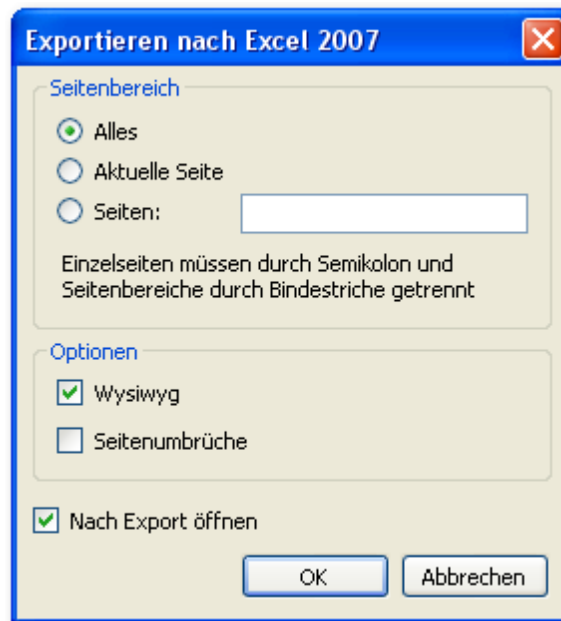 Exportieren nach Excel 2007
Seitenbereich
Alles
Aktuelle Seite
Seiten:
Einzelseiten müssen durch Semikolon und
Seitenbereiche durch Bindestriche getrennt
Optionen
Wysiwyg
Seitenumbrüche
Nach Export öffnen
OK Abbrechen